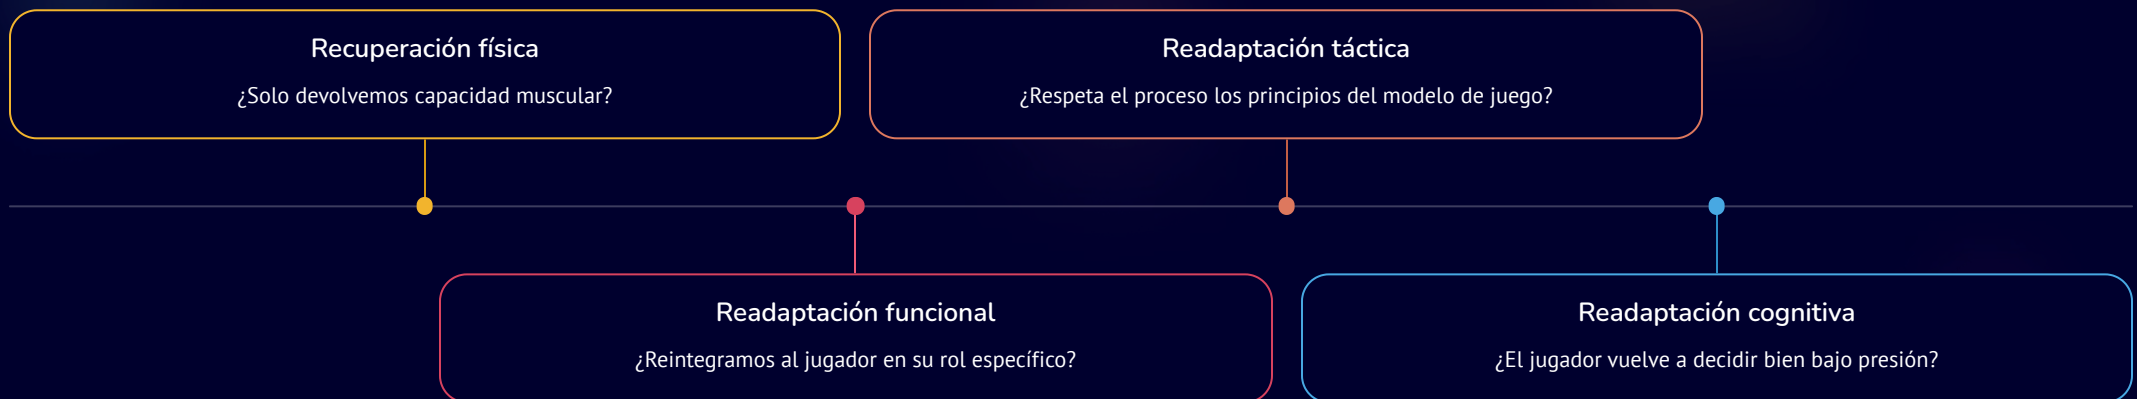 Recuperación física
¿Solo devolvemos capacidad muscular?
Readaptación funcional
¿Reintegramos al jugador en su rol específico?
Readaptación táctica
¿Respeta el proceso los principios del modelo de juego?
Readaptación cognitiva
¿El jugador vuelve a decidir bien bajo presión?